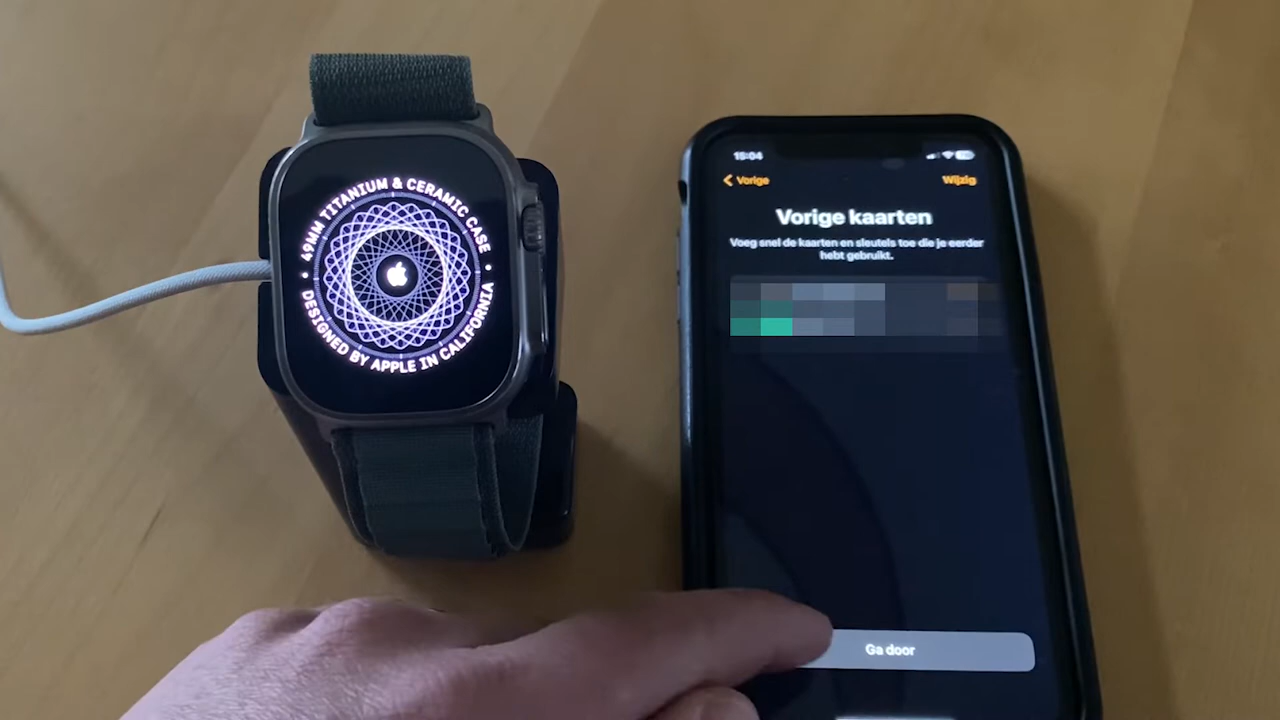 49MM TITANIUM & CERAMIC CASE
DESIGNED BY APPLE IN CALIFORNIA
15:04
Vorige
Wijzig
Vorige kaarten
Voeg snel de kaarten en sleutels toe die je eerder
hebt gebruikt.
Ga door